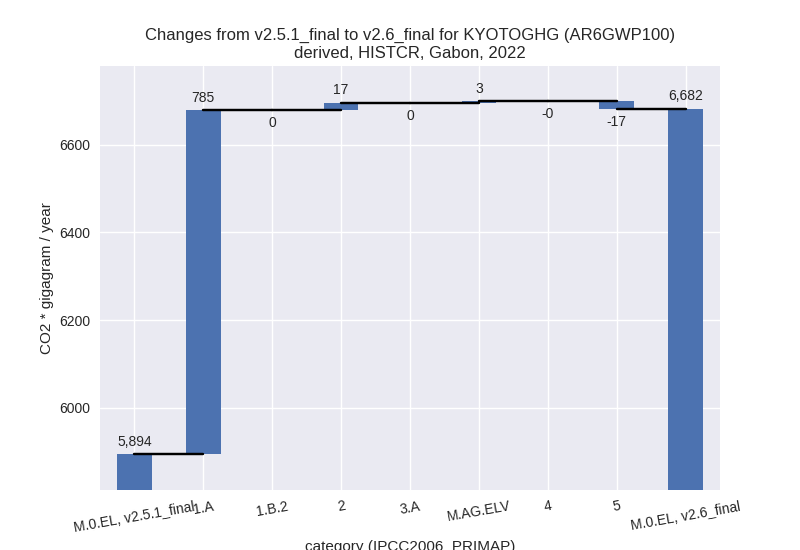 Changes from v2.5.1_final to v2.6_final for KYOTOGHG (AR6GWP100)
derived, HISTCR, Gabon, 2022
CO2 * gigagram / year
6600
6400
6200
6000
5,894
785
0
17
0
3
-0
-17
6,682
M.0.EL, v2.5.1_final
1.A
1.B.2
2
3.A
M.AG.ELV
4
5
M.0.EL, v2.6_final
category (IPCC2006_PRIMAP)